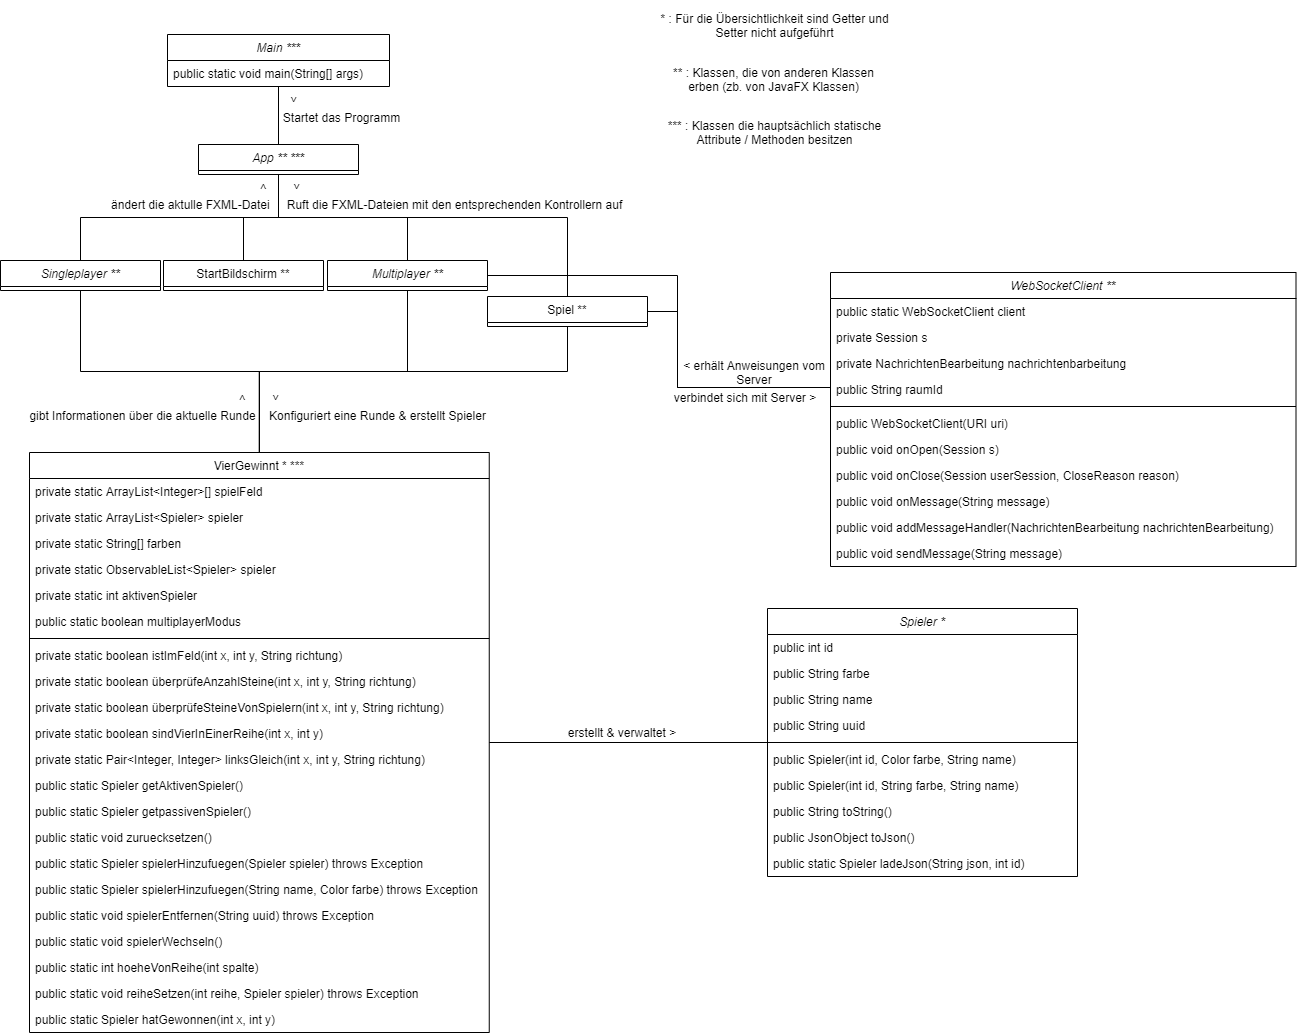 * : Für die Übersichtlichkeit sind Getter und
Setter nicht aufgeführt
** : Klassen, die von anderen Klassen
erben (zb. von JavaFX Klassen)
*** : Klassen die hauptsächlich statische
Attribute / Methoden besitzen
Main ***
public static void main(String[] args)
v
Startet das Programm
App ** ***
^ v
ändert die aktulle FXML-Datei
Ruft die FXML-Dateien mit den entsprechenden Kontrollern auf
Singleplayer **
StartBildschirm **
Multiplayer **
Spiel **
< erhält Anweisungen vom
Server
verbindet sich mit Server >
WebSocketClient **
public static WebSocketClient client
private Session s
private NachrichtenBearbeitung nachrichtenbarbeitung
public String raumId
public WebSocketClient(URI uri)
public void onOpen(Session s)
public void onClose(Session userSession, CloseReason reason)
public void onMessage(String message)
public void addMessageHandler(NachrichtenBearbeitung nachrichtenBearbeitung)
public void sendMessage(String message)
^ v
gibt Informationen über die aktuelle Runde
Konfiguriert eine Runde & erstellt Spieler
VierGewinnt * ***
private static ArrayList<Integer>[] spielFeld
private static ArrayList<Spieler> spieler
private static String[] farben
private static ObservableList<Spieler> spieler
private static int aktivenSpieler
public static boolean multiplayerModus
private static boolean istImFeld(int x, int y, String richtung)
private static boolean überprüfeAnzahlSteine(int x, int y, String richtung)
private static boolean überprüfeSteineVonSpielern(int x, int y, String richtung)
private static boolean sindVierInEinerReihe(int x, int y)
private static Pair<Integer, Integer> linksGleich(int x, int y, String richtung)
public static Spieler getAktivenSpieler()
public static Spieler getpassivenSpieler()
public static void zuruecksetzen()
public static Spieler spielerHinzufuegen(Spieler spieler) throws Exception
public static Spieler spielerHinzufuegen(String name, Color farbe) throws Exception
public static void spielerEntfernen(String uuid) throws Exception
public static void spielerWechseln()
public static int hoeheVonReihe(int spalte)
public static void reiheSetzen(int reihe, Spieler spieler) throws Exception
public static Spieler hatGewonnen(int x, int y)
erstellt & verwaltet >
Spieler *
public int id
public String farbe
public String name
public String uuid
public Spieler(int id, Color farbe, String name)
public Spieler(int id, String farbe, String name)
public String toString()
public JsonObject toJson()
public static Spieler ladeJson(String json, int id)